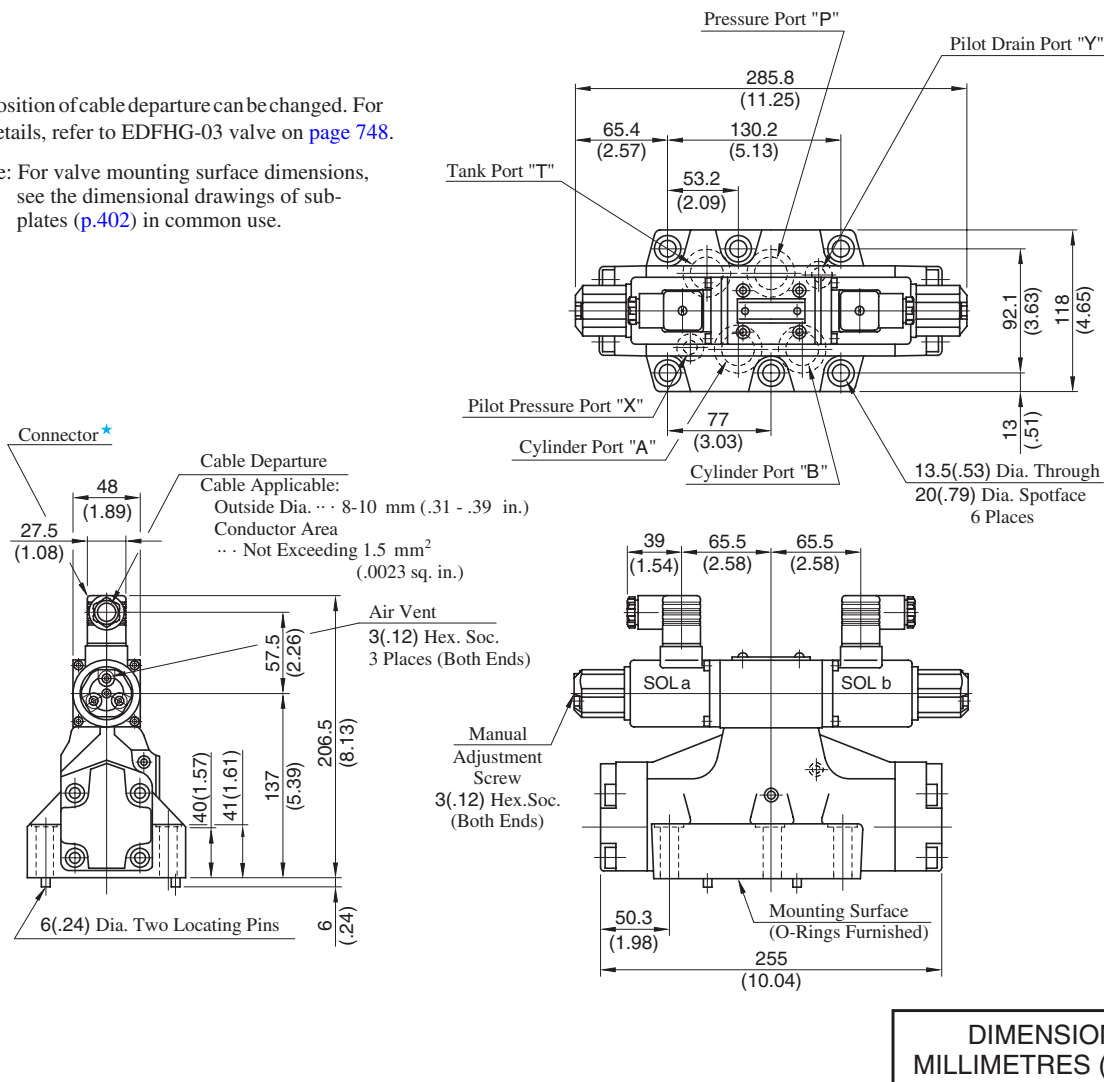 osition of cable departure can be changed. For
etails, refer to EDFHG-03 valve on page 748.
e: For valve mounting surface dimensions,
see the dimensional drawings of sub-
plates (p.402) in common use.
Pressure Port "P"
Pilot Drain Port "Y"
285.8
(11.25)
65.4
(2.57)
130.2
(5.13)
Tank Port "T"
53.2
(2.09)
92.1
(3.63)
118
(4.65)
13
(.51)
Pilot Pressure Port "X"
77
(3.03)
Cylinder Port "A"
Cylinder Port "B"
13.5(.53) Dia. Through
20(.79) Dia. Spotface
6 Places
Connector★
48
(1.89)
27.5
(1.08)
Cable Departure
Cable Applicable:
Outside Dia. ··· 8-10 mm (.31 - .39 in.)
Conductor Area
··· Not Exceeding 1.5 mm²
(.0023 sq. in.)
Air Vent
3(.12) Hex. Soc.
3 Places (Both Ends)
57.5
(2.26)
206.5
(8.13)
137
(5.39)
40(1.57)
41(1.61)
6
(.24)
6(.24) Dia. Two Locating Pins
39
(1.54)
65.5
(2.58)
65.5
(2.58)
SOL a
SOL b
Manual
Adjustment
Screw
3(.12) Hex.Soc.
(Both Ends)
50.3
(1.98)
Mounting Surface
(O-Rings Furnished)
255
(10.04)
DIMENSION
MILLIMETRES (